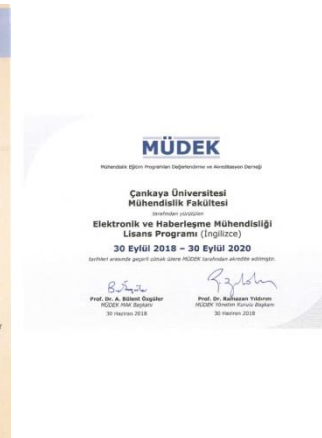 MÜDEK
Mühendislik Eğitim Programları Değerlendirme ve Akreditasyon Derneği
Çankaya Üniversitesi
Mühendislik Fakültesi
tarafından yürütülen
Elektronik ve Haberleşme Mühendisliği
Lisans Programı (İngilizce)
30 Eylül 2018 – 30 Eylül 2020
tarihleri arasında geçerli olmak üzere MÜDEK tarafından akredite edilmiştir.
Prof. Dr. A. Bülent Özgüler Prof. Dr. Ramazan Yıldırım
MÜDEK MAK Başkanı MÜDEK Yönetim Kurulu Başkanı
30 Haziran 2018 30 Haziran 2018